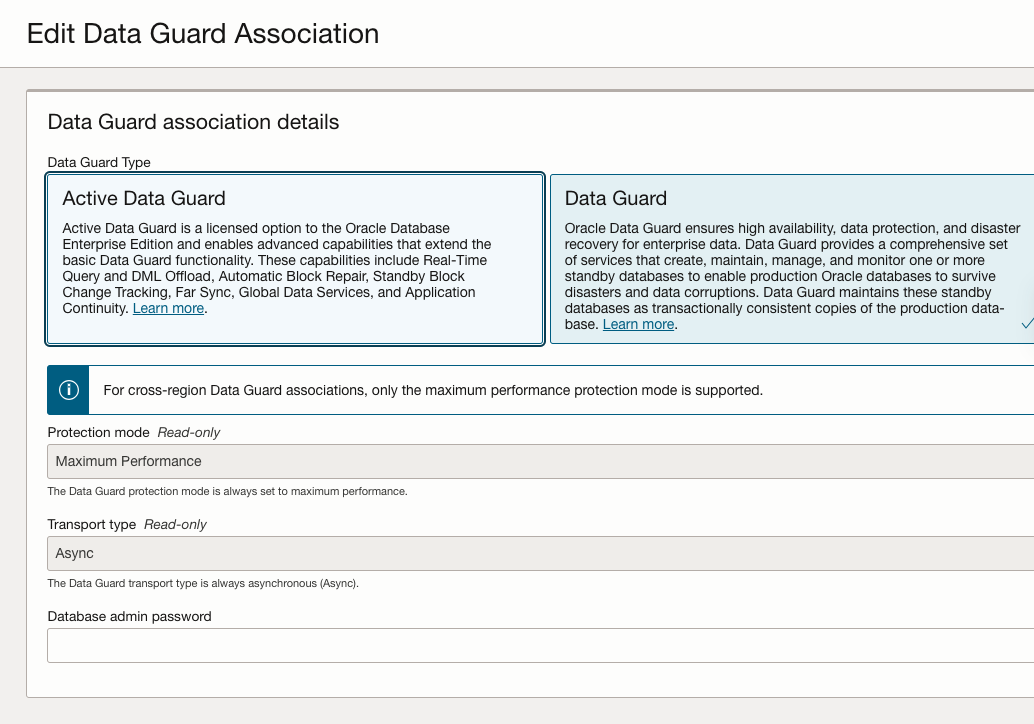 Edit Data Guard Association
Data Guard association details
Data Guard Type
Active Data Guard
Active Data Guard is a licensed option to the Oracle Database
Enterprise Edition and enables advanced capabilities that extend the
basic Data Guard functionality. These capabilities include Real-Time
Query and DML Offload, Automatic Block Repair, Standby Block
Change Tracking, Far Sync, Global Data Services, and Application
Continuity. Learn more.
Data Guard
Oracle Data Guard ensures high availability, data protection, and disaster
recovery for enterprise data. Data Guard provides a comprehensive set
of services that create, maintain, manage, and monitor one or more
standby databases to enable production Oracle databases to survive
disasters and data corruptions. Data Guard maintains these standby
databases as transactionally consistent copies of the production data-
base. Learn more.
For cross-region Data Guard associations, only the maximum performance protection mode is supported.
Protection mode Read-only
Maximum Performance
The Data Guard protection mode is always set to maximum performance.
Transport type Read-only
Async
The Data Guard transport type is always asynchronous (Async).
Database admin password